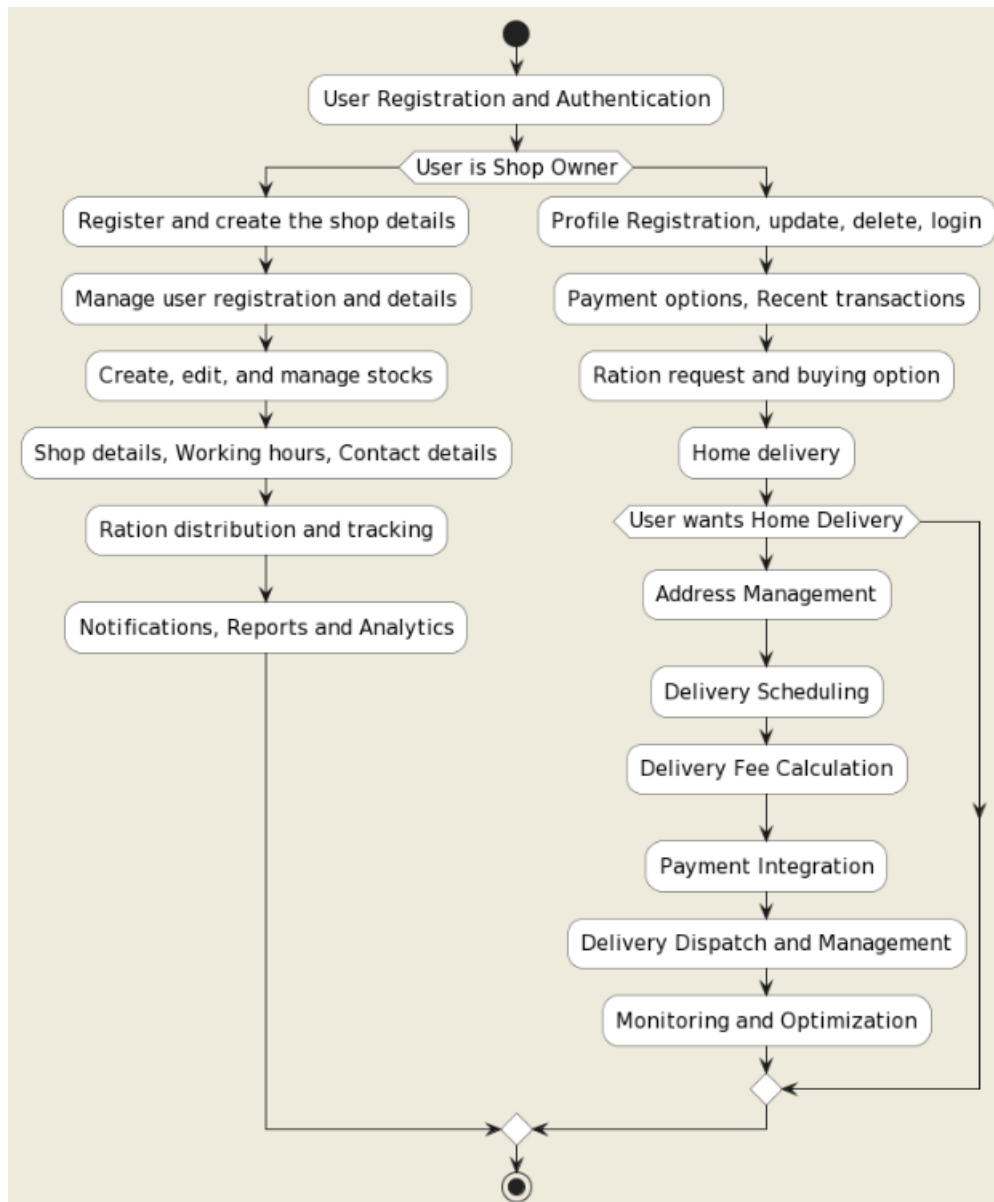 User Registration and Authentication
User is Shop Owner
Register and create the shop details
Manage user registration and details
Create, edit, and manage stocks
Shop details, Working hours, Contact details
Ration distribution and tracking
Notifications, Reports and Analytics
Profile Registration, update, delete, login
Payment options, Recent transactions
Ration request and buying option
Home delivery
User wants Home Delivery
Address Management
Delivery Scheduling
Delivery Fee Calculation
Payment Integration
Delivery Dispatch and Management
Monitoring and Optimization